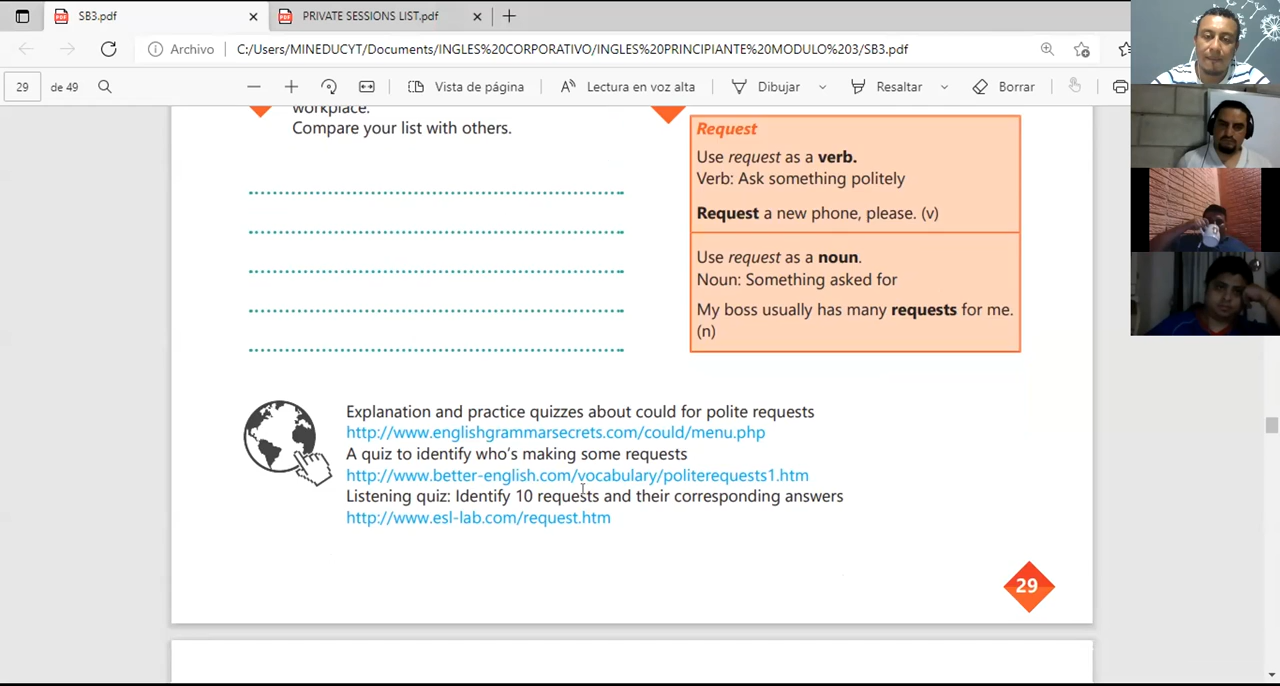 SB3.pdf
PRIVATE SESSIONS LIST.pdf
Archivo
C:/Users/MINEDUCYT/Documents/INGLES%20CORPORATIVO/INGLES%20PRINCIPIANTE%20MODULO%203/SB3.pdf
29
de 49
Vista de página
Lectura en voz alta
Dibujar
Resaltar
Borrar
workplace.
Compare your list with others.
Request
Use request as a verb.
Verb: Ask something politely
Request a new phone, please. (v)
Use request as a noun.
Noun: Something asked for
My boss usually has many requests for me.
(n)
Explanation and practice quizzes about could for polite requests
http://www.englishgrammarsecrets.com/could/menu.php
A quiz to identify who's making some requests
http://www.better-english.com/vocabulary/politerequests1.htm
Listening quiz: Identify 10 requests and their corresponding answers
http://www.esl-lab.com/request.htm
29